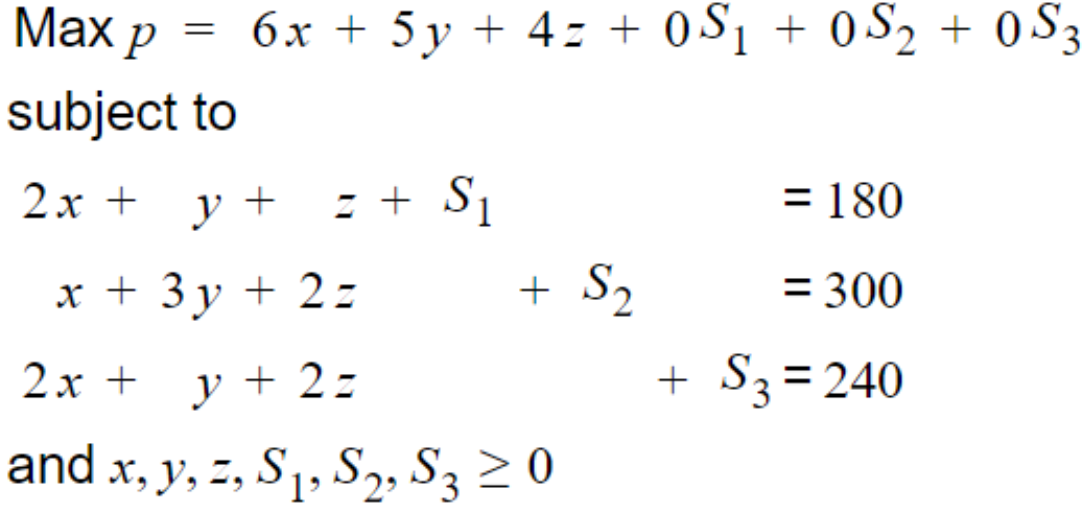 Max p = 6x + 5y + 4z + 0S₁ + 0S₂ + 0S₃
subject to
2x + y + z + S₁ = 180
x + 3y + 2z + S₂ = 300
2x + y + 2z + S₃ = 240
and x, y, z, S₁, S₂, S₃ ≥ 0